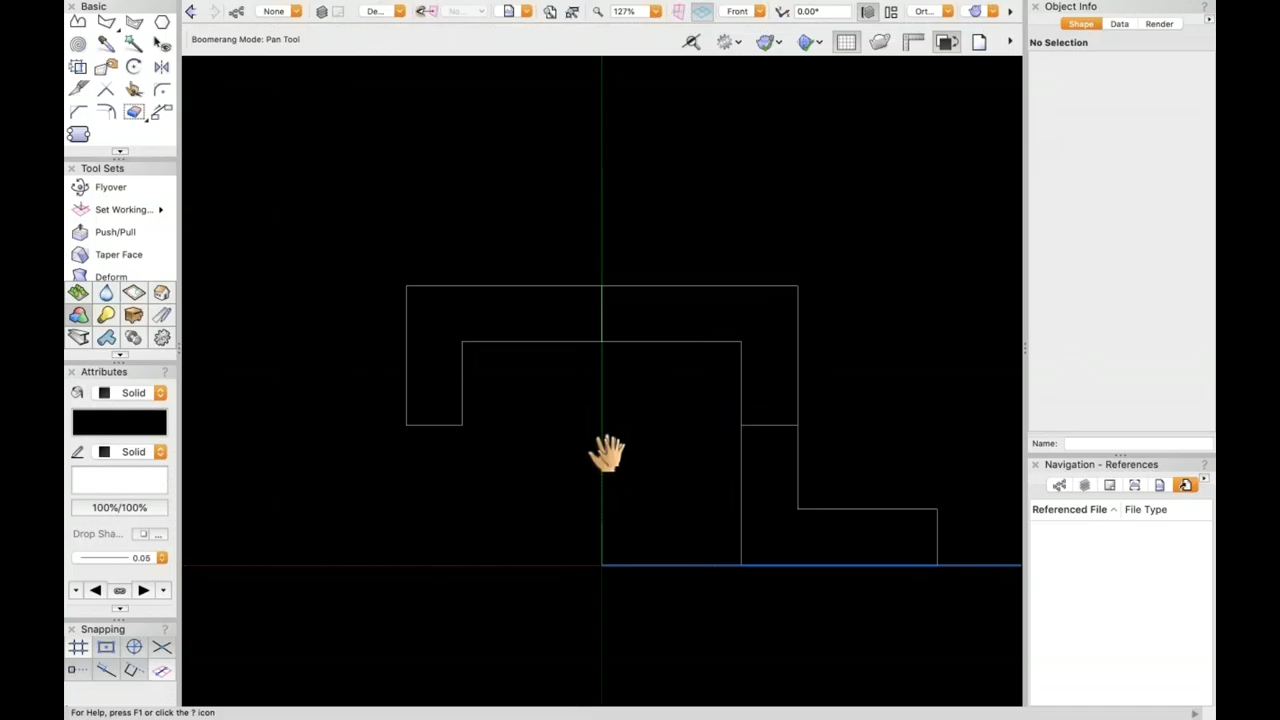 Basic
None
De...
No...
127%
Front
0.00°
Ort...
Boomerang Mode: Pan Tool
Tool Sets
Flyover
Set Working...
Push/Pull
Taper Face
Deform
Attributes
Solid
Solid
100%/100%
Drop Sha...
...
0.05
Snapping
For Help, press F1 or click the ? icon
Object Info
?
Shape
Data
Render
No Selection
Name:
Navigation - References
?
Referenced File
File Type